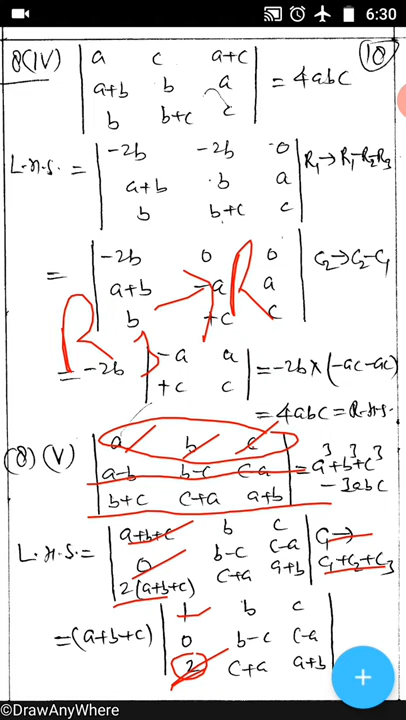 6:30
8(IV) | a c a+c | (10)
| a+b b a | = 4abc
| b b+c c |
L.H.S. = | -2b -2b 0 | R₁→R₁-R₂-R₃
| a+b b a |
| b b+c c |
= | -2b 0 0 | C₂→C₂-C₁
| a+b -a a |
| b +c c |
R R
= -2b | -a a | = -2b×(-ac-ac)
| +c c |
= 4abc = R.H.S.
(8)(V) | a b c |
| a-b b-c c-a | = a³+b³+c³
| b+c c+a a+b | -3abc
L.H.S. = | a+b+c b c | C₁→
| 0 b-c c-a | C₁+C₂+C₃
| 2(a+b+c) c+a a+b |
= (a+b+c) | 1 b c |
| 0 b-c c-a |
| 2 c+a a+b |
+
©DrawAnyWhere